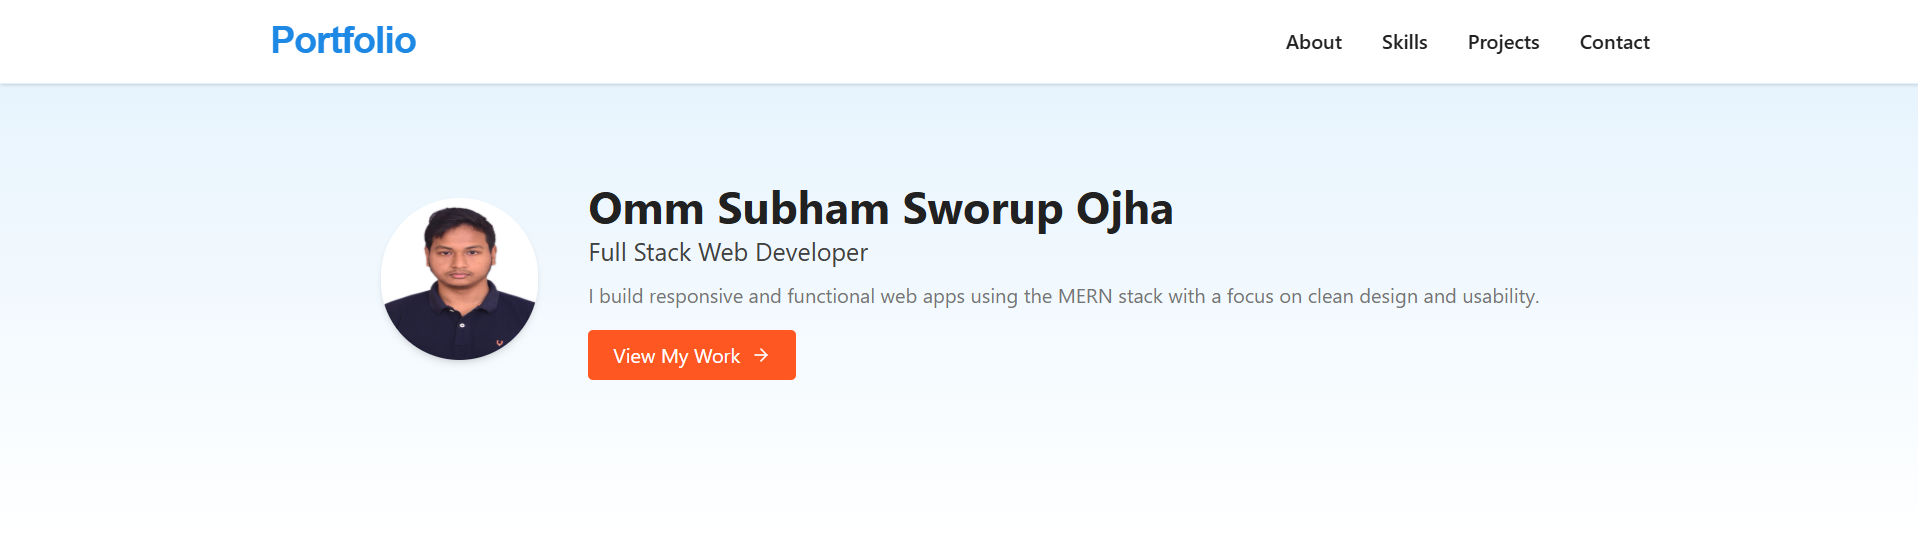 Portfolio
About Skills Projects Contact
Omm Subham Sworup Ojha
Full Stack Web Developer
I build responsive and functional web apps using the MERN stack with a focus on clean design and usability.
View My Work →